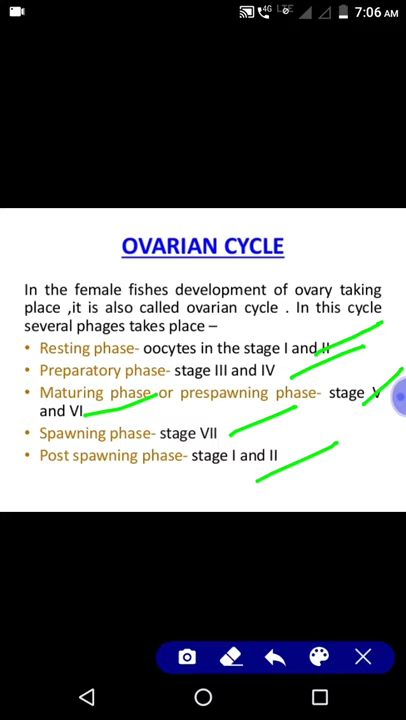 4G LTE 7:06 AM
OVARIAN CYCLE
In the female fishes development of ovary taking
place ,it is also called ovarian cycle . In this cycle
several phages takes place –
• Resting phase- oocytes in the stage I and II
• Preparatory phase- stage III and IV
• Maturing phase or prespawning phase- stage V
and VI
• Spawning phase- stage VII
• Post spawning phase- stage I and II